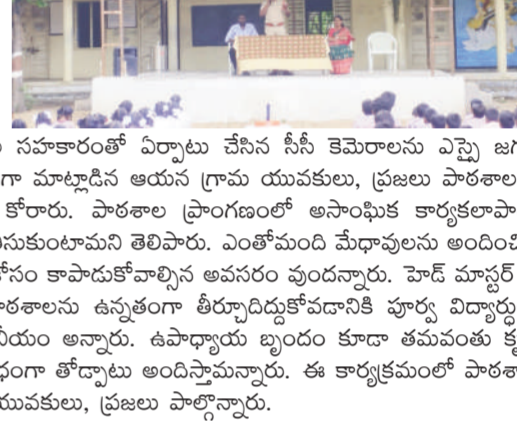 సహకారంతో ఏర్పాటు చేసిన సీసీ కెమెరాలను ఎస్సై
గా మాట్లాడిన ఆయన గ్రామ యువకులు, ప్రజలు పాఠశాల
కోరారు. పాఠశాల ప్రాంగణంలో అసాంఘిక కార్యకలాపా
సుకుంటామని తెలిపారు. ఎంతోమంది మేధావులను అందించి
కోసం కాపాడుకోవాల్సిన అవసరం వుందన్నారు. హెడ్ మాస్టర్
పాఠశాలను ఉన్నతంగా తీర్చూదిద్దుకోవడానికి పూర్వ విద్యార్థు
నీయం అన్నారు. ఉపాధ్యాయ బృందం కూడా తమవంతు
ధంగా తోడ్పాటు అందిస్తామన్నారు. ఈ కార్యక్రమంలో పాఠశా
యువకులు, ప్రజలు పాల్గొన్నారు.